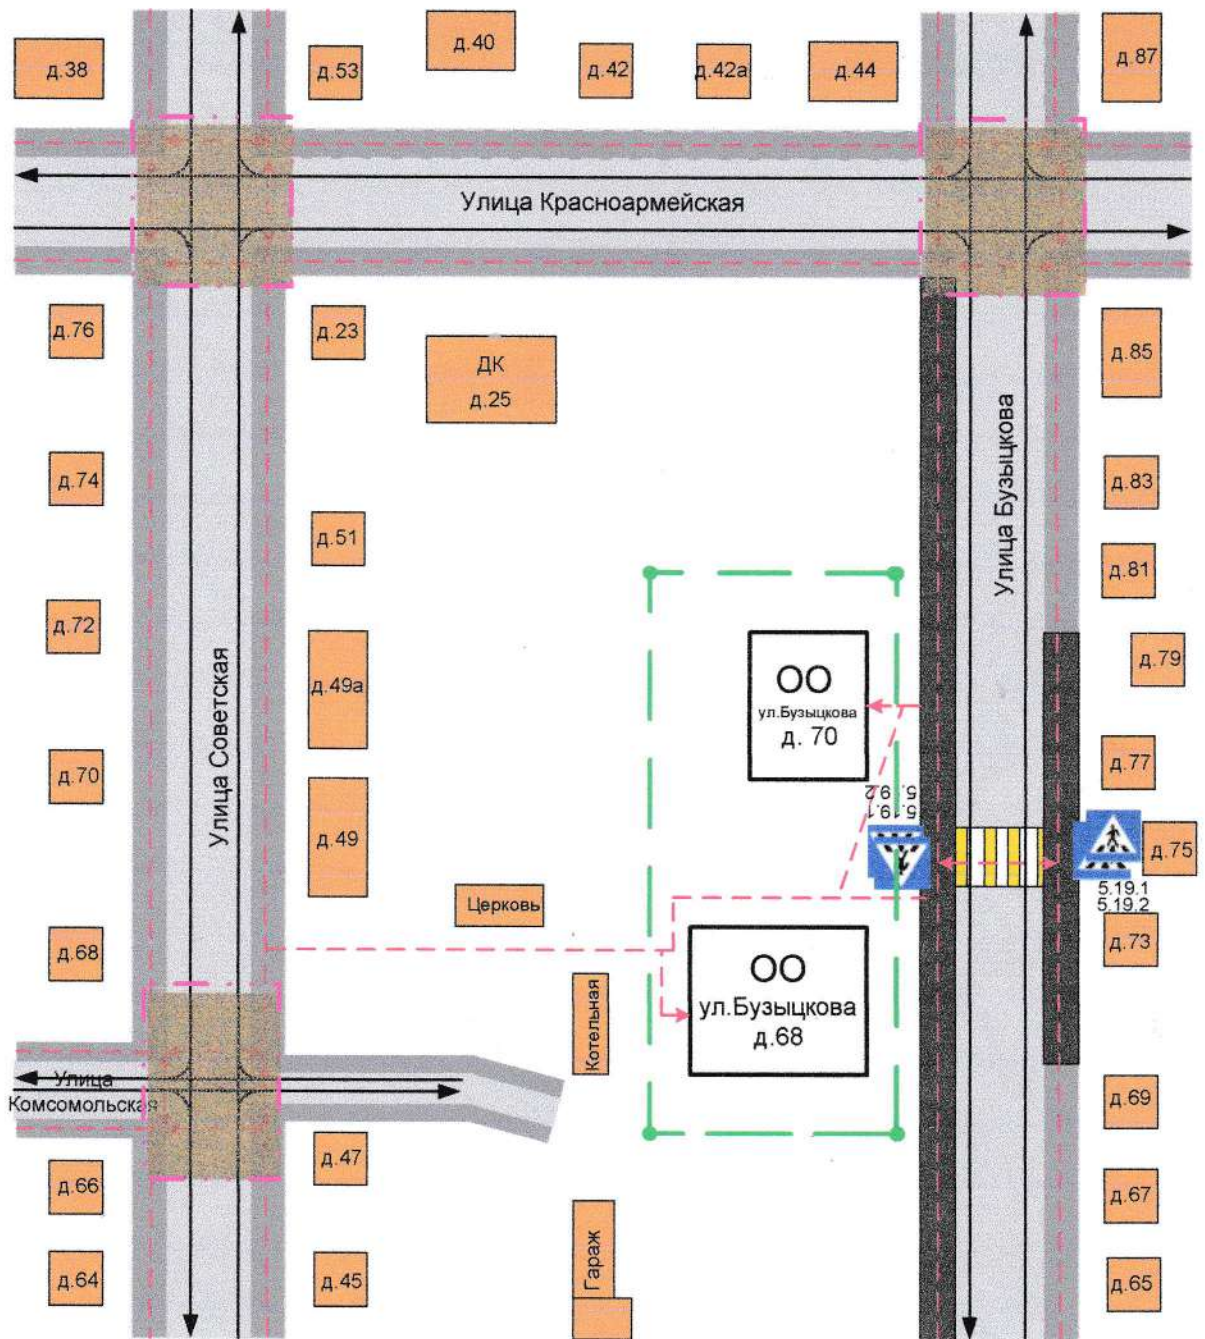 д.40
д.38
д.53
д.42
д.42а
д.44
д.87
Улица Красноармейская
д.76
д.23
ДК
д.25
д.85
Улица Бузыцкова
д.74
д.51
д.83
д.81
д.72
д.79
д.49а
ОО
ул.Бузыцкова
д. 70
Улица Советская
д.70
д.77
5.19.2
5.19.1
д.49
д.75
5.19.1
5.19.2
Церковь
д.68
д.73
ОО
ул.Бузыцкова
д.68
Котельная
Улица
Комсомольская
д.69
д.47
д.66
д.67
Гараж
д.64
д.45
д.65